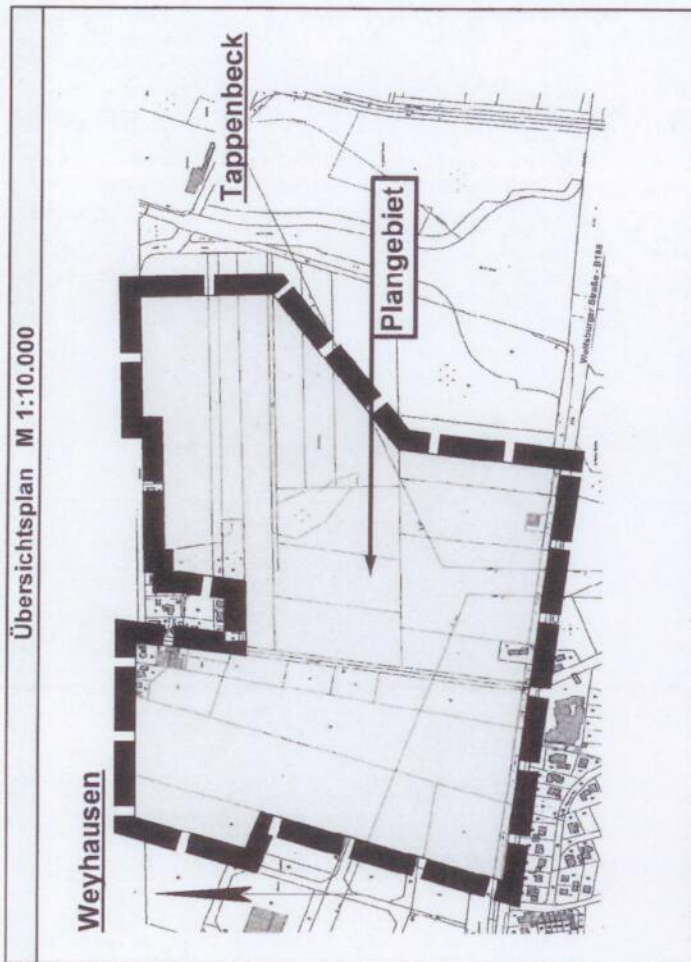 Übersichtsplan M 1:10.000
Weyhausen
Tappenbeck
Plangebiet
Wolfsburger Straße - B188